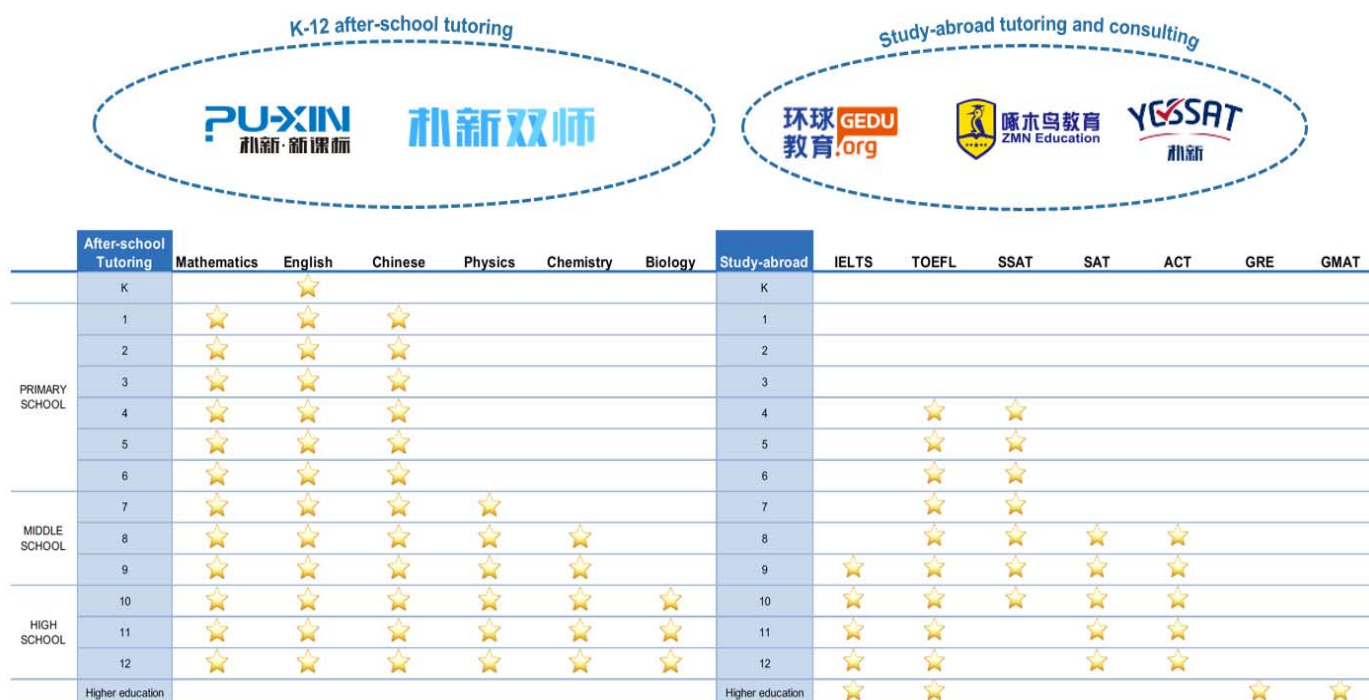 K-12 after-school tutoring
Study-abroad tutoring and consulting
PU-XIN
朴新·新课标
朴新双师
环球 GEDU
教育.org
啄木鸟教育
ZMN Education
YESSAT
朴新
After-school
Tutoring Mathematics English Chinese Physics Chemistry Biology Study-abroad IELTS TOEFL SSAT SAT ACT GRE GMAT
K K
1 1
2 2
3 3
PRIMARY
SCHOOL
4 4
5 5
6 6
7 7
MIDDLE
SCHOOL
8 8
9 9
10 10
HIGH
SCHOOL
11 11
12 12
Higher education Higher education